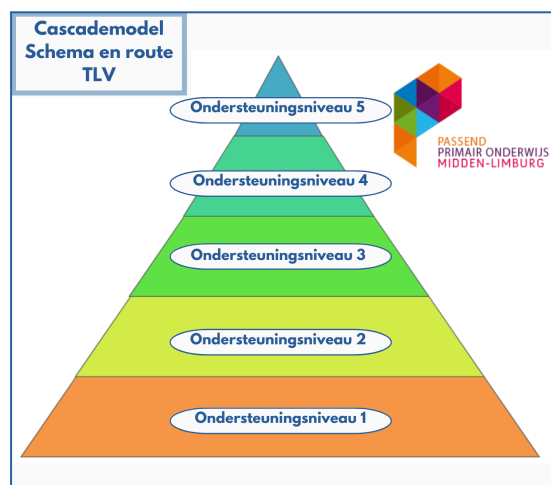 Cascademodel
Schema en route
TLV
Ondersteuningsniveau 5
PASSEND
PRIMAIR ONDERWIJS
MIDDEN-LIMBURG
Ondersteuningsniveau 4
Ondersteuningsniveau 3
Ondersteuningsniveau 2
Ondersteuningsniveau 1